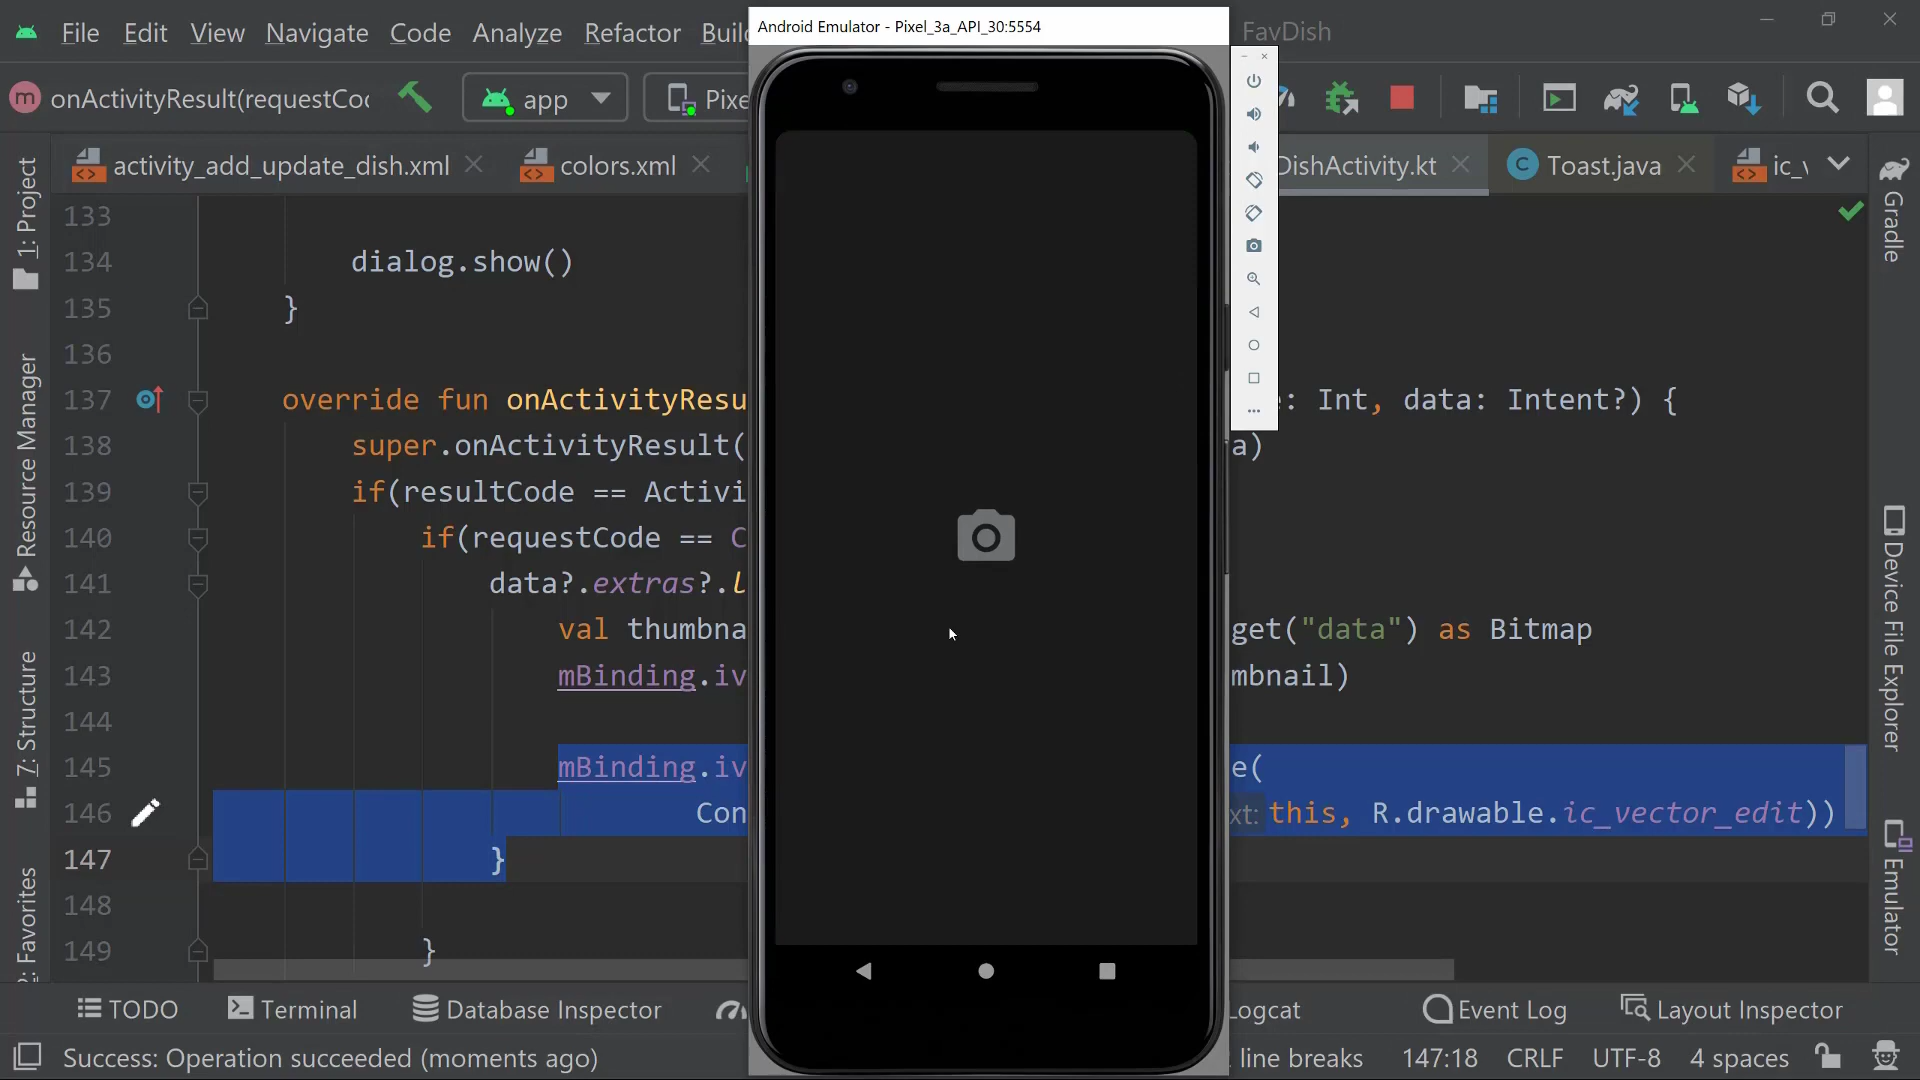 Android Emulator - Pixel_3a_API_30:5554
File Edit View Navigate Code Analyze Refactor FavDish
m onActivityResult(requestCod app
activity_add_update_dish.xml colors.xml DishActivity.kt C Toast.java
133
134 dialog.show()
135 }
136
137 override fun onActivityResu : Int, data: Intent?) {
138 super.onActivityResult( a)
139 if(resultCode == Activi
140 if(requestCode == C
141 data?.extras?.l
142 val thumbna get("data") as Bitmap
143 mBinding.iv mbnail)
144
145 mBinding.iv e(
146 Con xt: this, R.drawable.ic_vector_edit))
147 }
148
149 }
1: Project
Resource Manager
7: Structure
Favorites
Gradle
Device File Explorer
Emulator
TODO Terminal Database Inspector Logcat Event Log Layout Inspector
Success: Operation succeeded (moments ago) line breaks 147:18 CRLF UTF-8 4 spaces